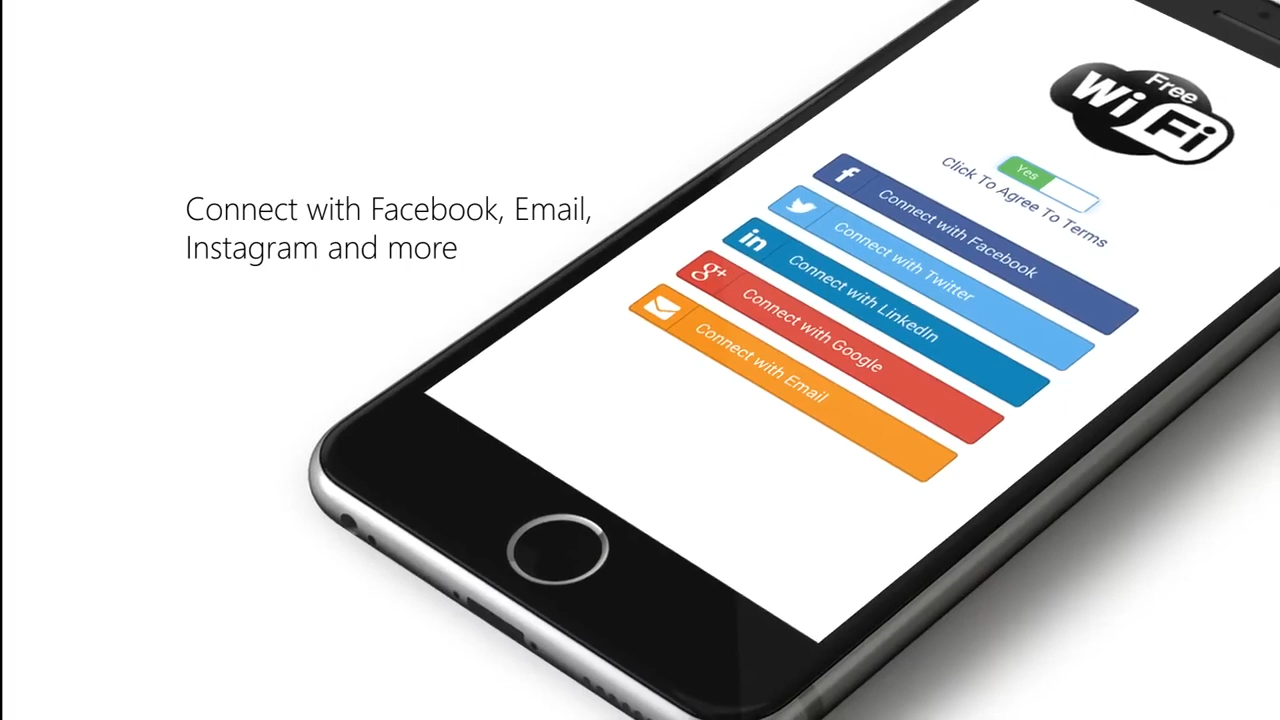 Connect with Facebook, Email,
Instagram and more
Free
Wi Fi
Yes
Click To Agree To Terms
f
Connect with Facebook
Connect with Twitter
in
Connect with LinkedIn
g+
Connect with Google
Connect with Email